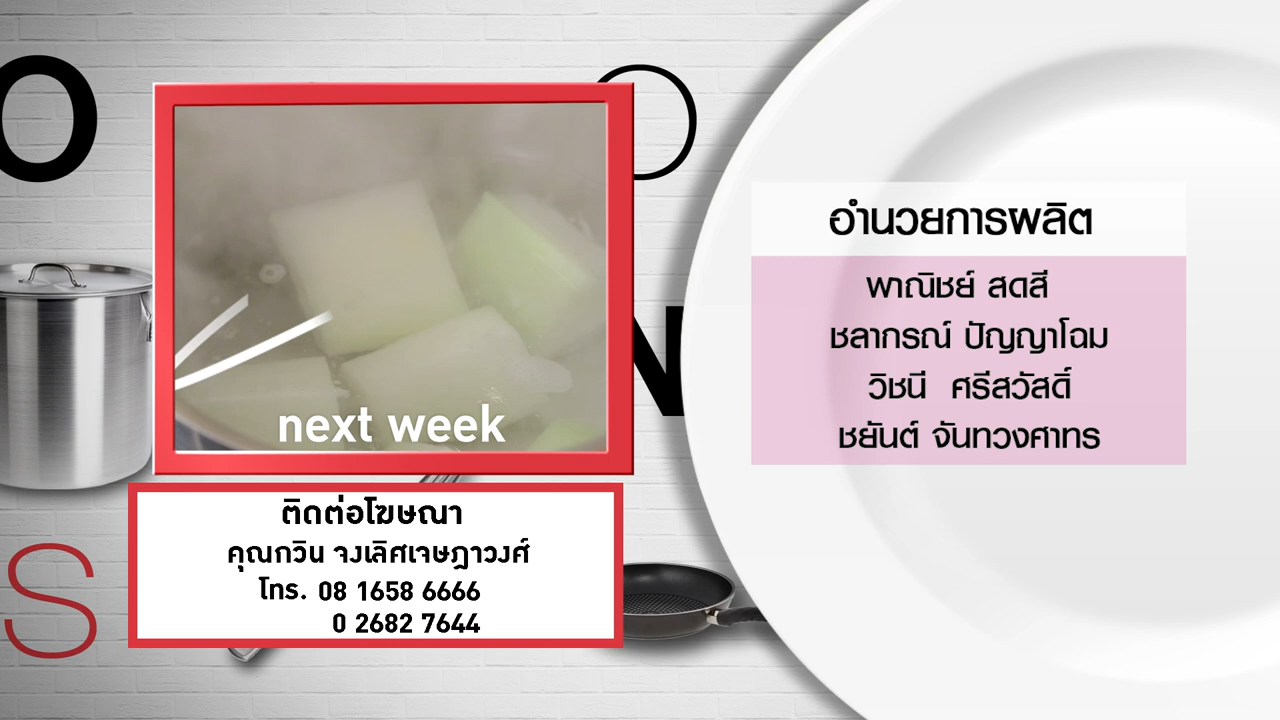 O O
N
S
next week
ติดต่อโฆษณา
คุณกวิน จงเลิศเจษฎาวงศ์
โทร. 08 1658 6666
0 2682 7644
อำนวยการผลิต
พาณิชย์ สดสี
ชลากรณ์ ปัญญาโฉม
วิชนี ศรีสวัสดิ์
ชยันต์ จันทวงศาทร